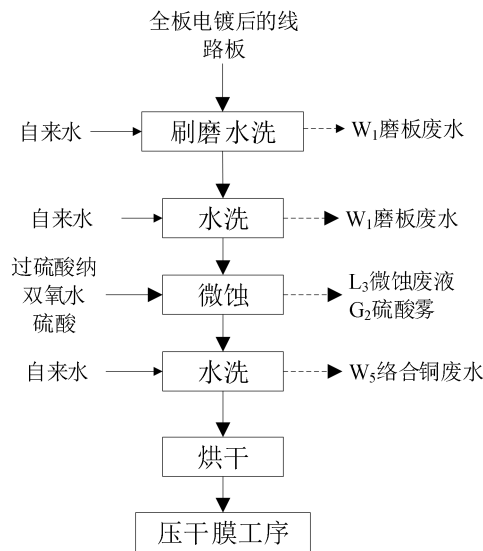 全板电镀后的线
路板
自来水
刷磨水洗
W₁磨板废水
自来水
水洗
W₁磨板废水
过硫酸纳
双氧水
硫酸
微蚀
L₃微蚀废液
G₂硫酸雾
自来水
水洗
W₅络合铜废水
烘干
压干膜工序